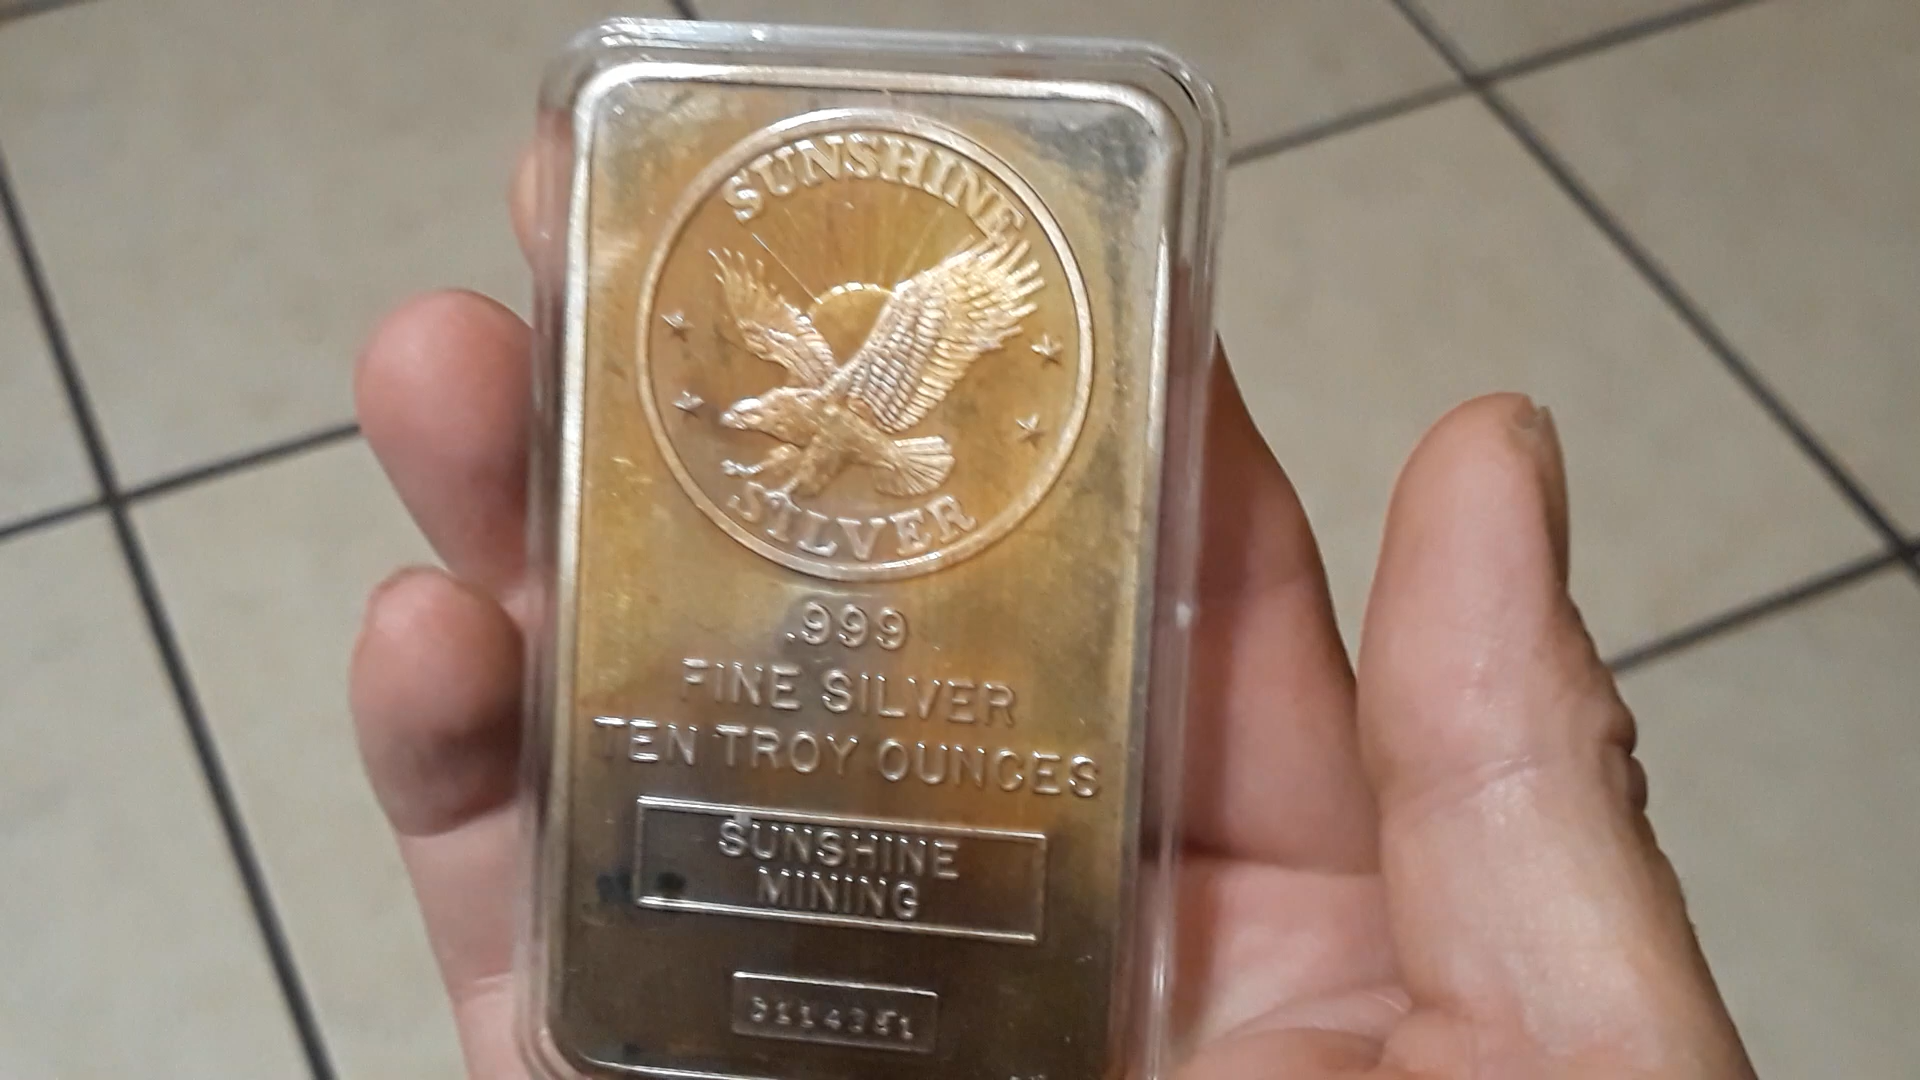 SUNSHINE
SILVER
.999
FINE SILVER
TEN TROY OUNCES
SUNSHINE
MINING